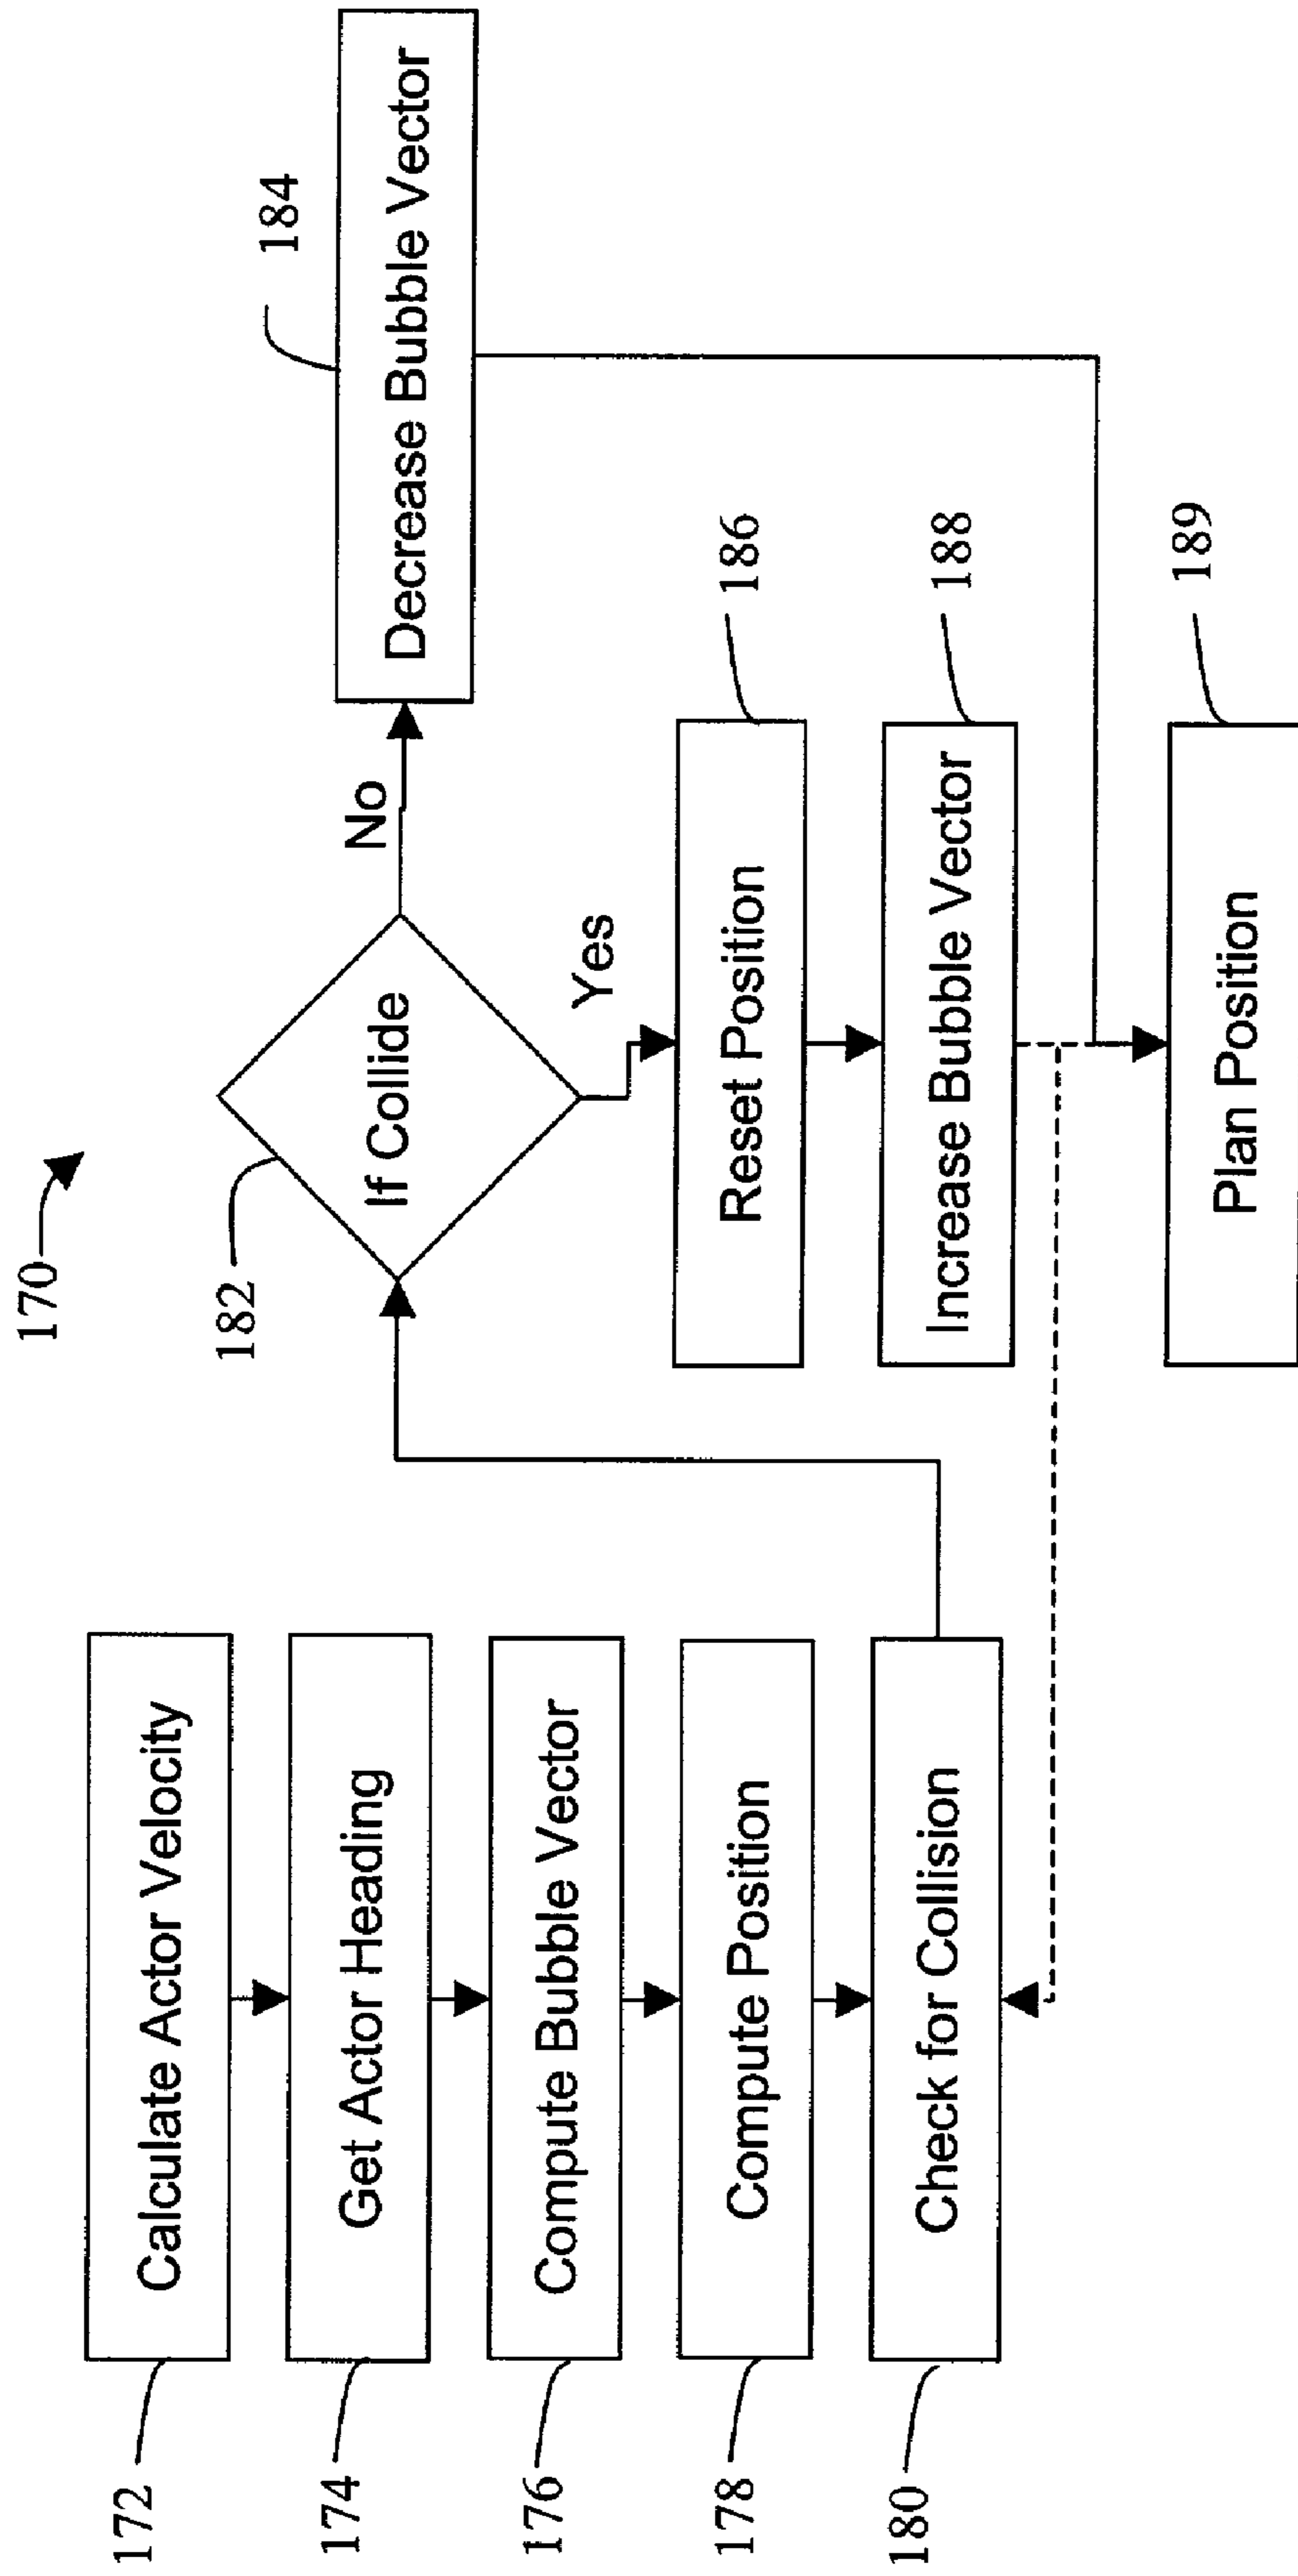 170
172
Calculate Actor Velocity
174
Get Actor Heading
176
Compute Bubble Vector
178
Compute Position
180
Check for Collision
182
If Collide
No
Yes
184
Decrease Bubble Vector
186
Reset Position
188
Increase Bubble Vector
189
Plan Position